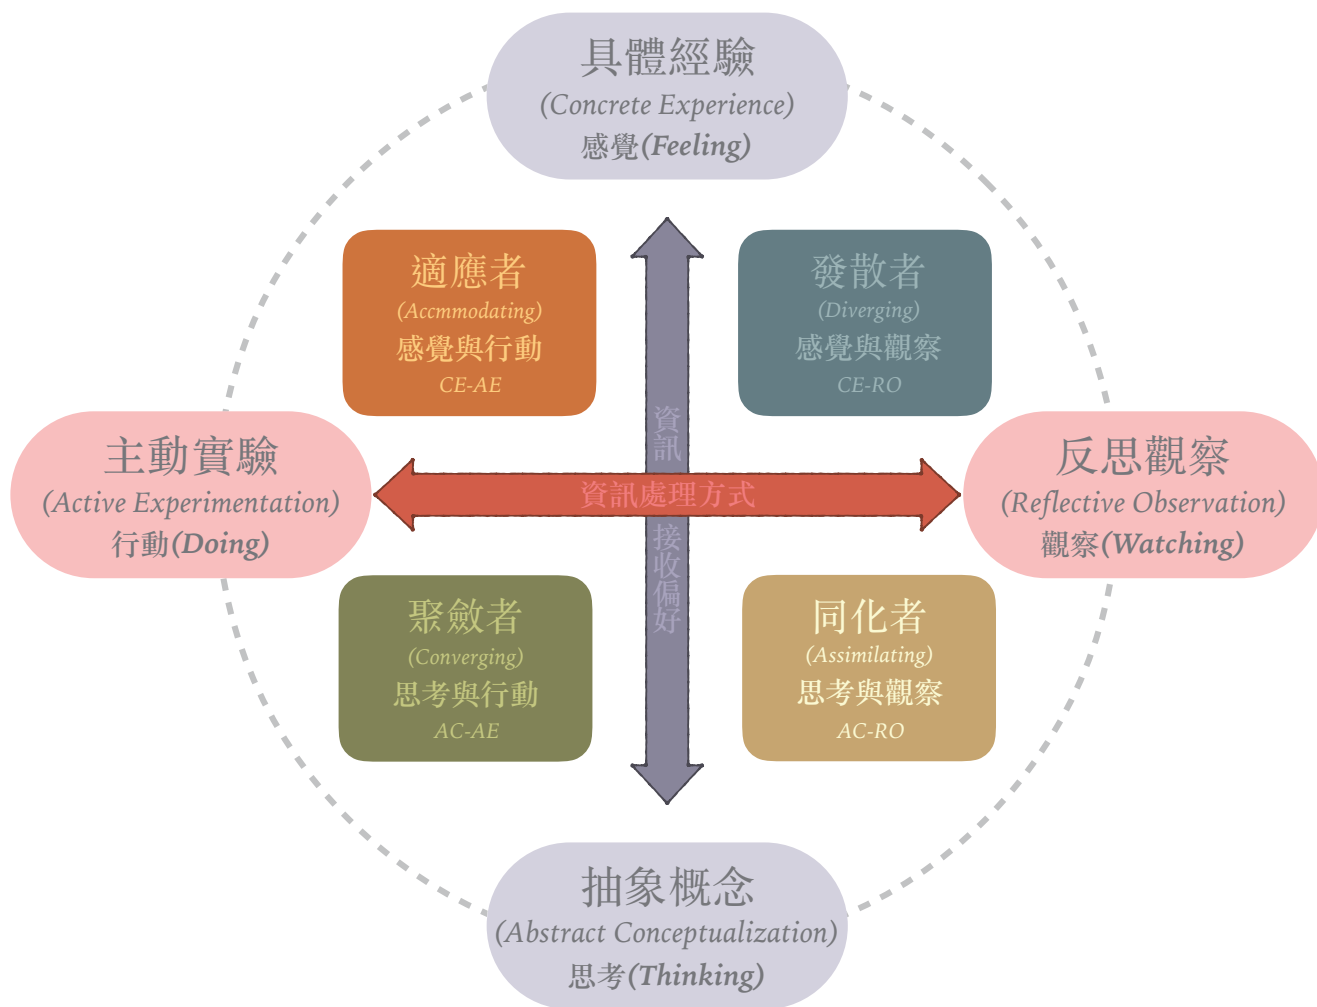 具體經驗
(Concrete Experience)
感覺(Feeling)
適應者
(Accmmodating)
感覺與行動
CE-AE
發散者
(Diverging)
感覺與觀察
CE-RO
主動實驗
(Active Experimentation)
行動(Doing)
資訊
資訊處理方式
接收偏好
反思觀察
(Reflective Observation)
觀察(Watching)
聚斂者
(Converging)
思考與行動
AC-AE
同化者
(Assimilating)
思考與觀察
AC-RO
抽象概念
(Abstract Conceptualization)
思考(Thinking)